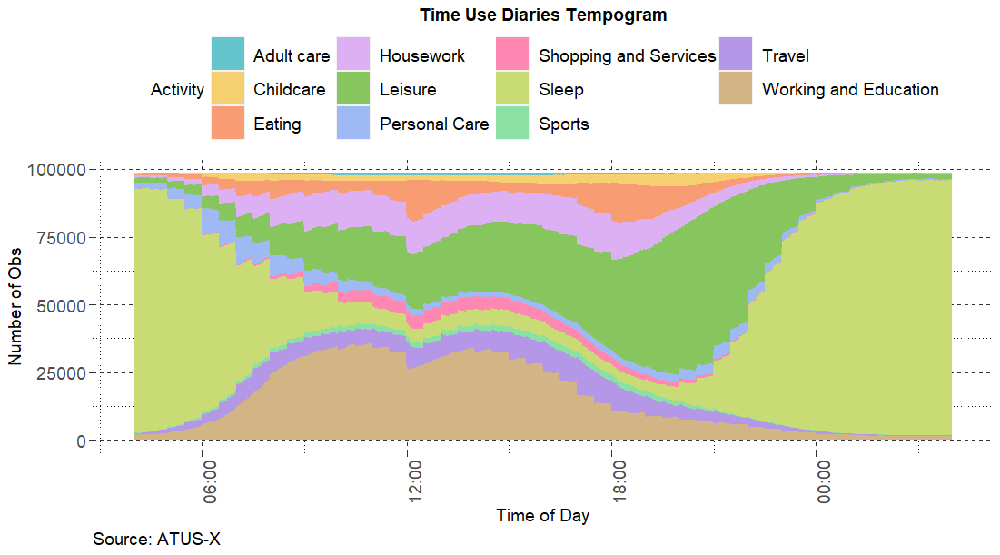 Time Use Diaries Tempogram
Adult care Housework Shopping and Services Travel
Activity Childcare Leisure Sleep Working and Education
Eating Personal Care Sports
100000
75000
50000
25000
0
Number of Obs
06:00 12:00 18:00 00:00
Time of Day
Source: ATUS-X